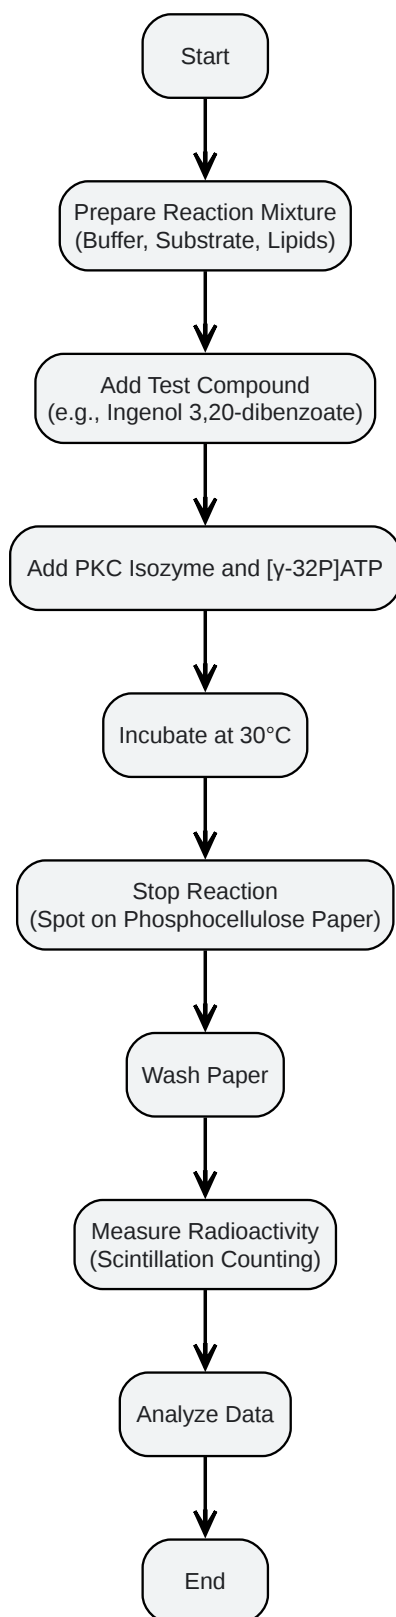 Start
Prepare Reaction Mixture
(Buffer, Substrate, Lipids)
Add Test Compound
(e.g., Ingenol 3,20-dibenzoate)
Add PKC Isozyme and [γ-32P]ATP
Incubate at 30°C
Stop Reaction
(Spot on Phosphocellulose Paper)
Wash Paper
Measure Radioactivity
(Scintillation Counting)
Analyze Data
End